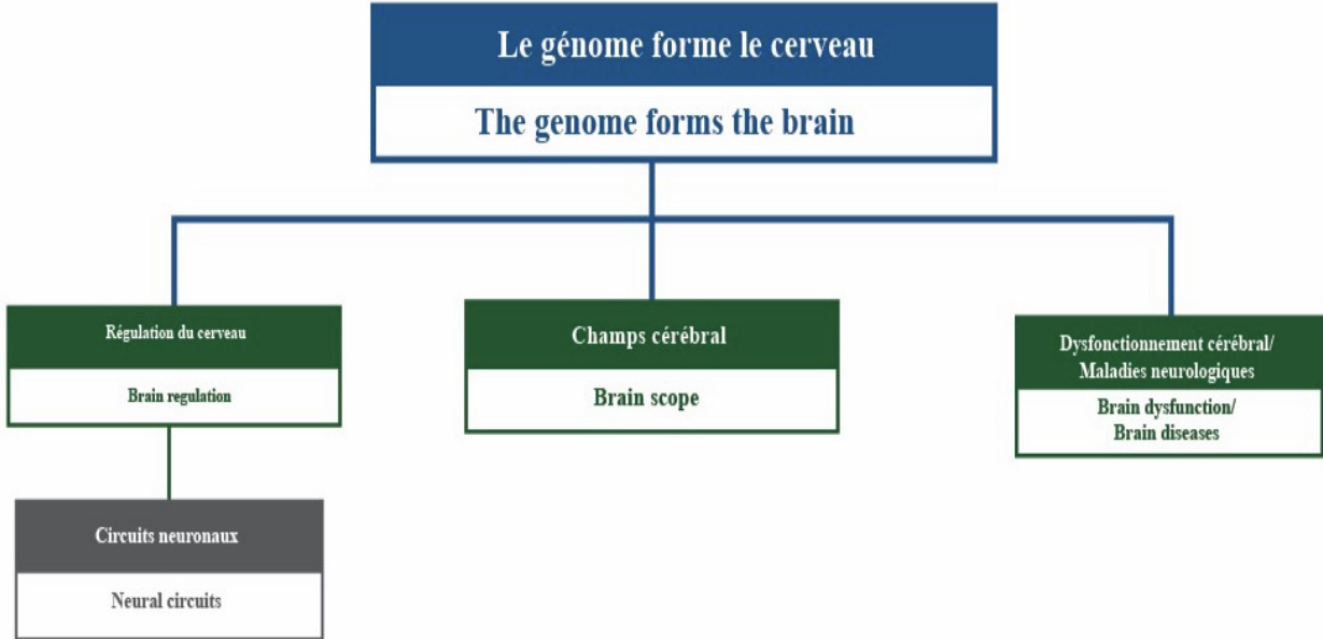 Le génome forme le cerveau
The genome forms the brain
Régulation du cerveau
Brain regulation
Champs cérébral
Brain scope
Dysfonctionnement cérébral/
Maladies neurologiques
Brain dysfunction/
Brain diseases
Circuits neuronaux
Neural circuits